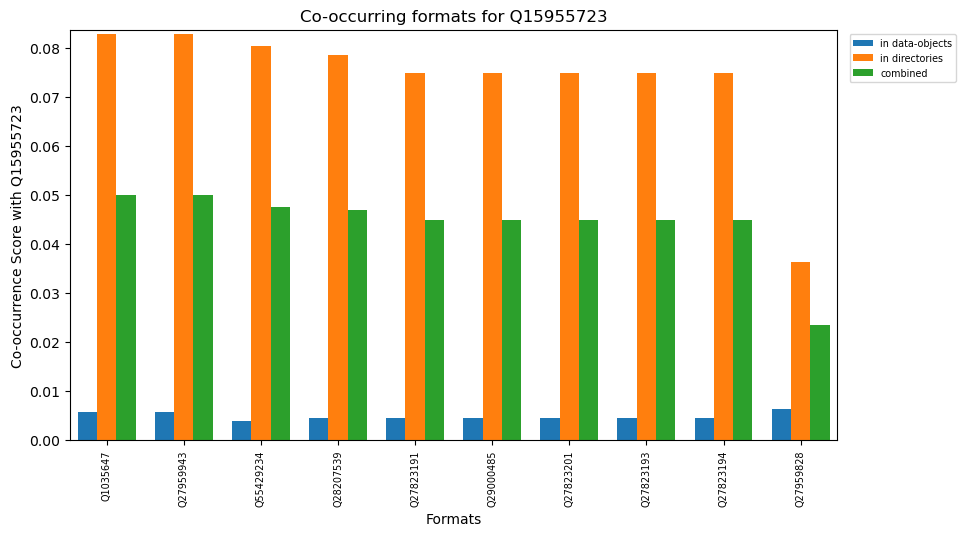 Co-occurring formats for Q15955723
in data-objects
in directories
combined
Co-occurrence Score with Q15955723
0.08
0.07
0.06
0.05
0.04
0.03
0.02
0.01
0.00
Q1035647
Q27959943
Q55429234
Q28207539
Q27823191
Q29000485
Q27823201
Q27823193
Q27823194
Q27959828
Formats